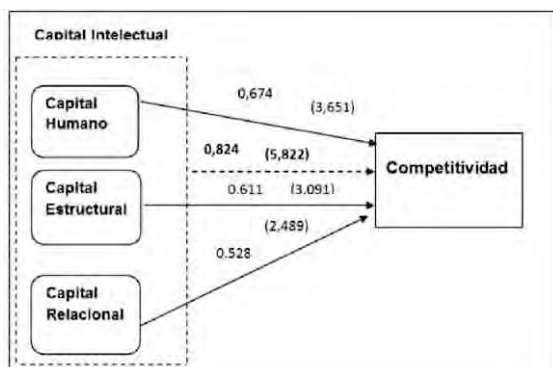 Capital Intelectual
Capital
Humano
0,674 (3,651)
0,824 (5,822)
Competitividad
Capital
Estructural
0.611 (3.091)
(2,489)
0.528
Capital
Relacional